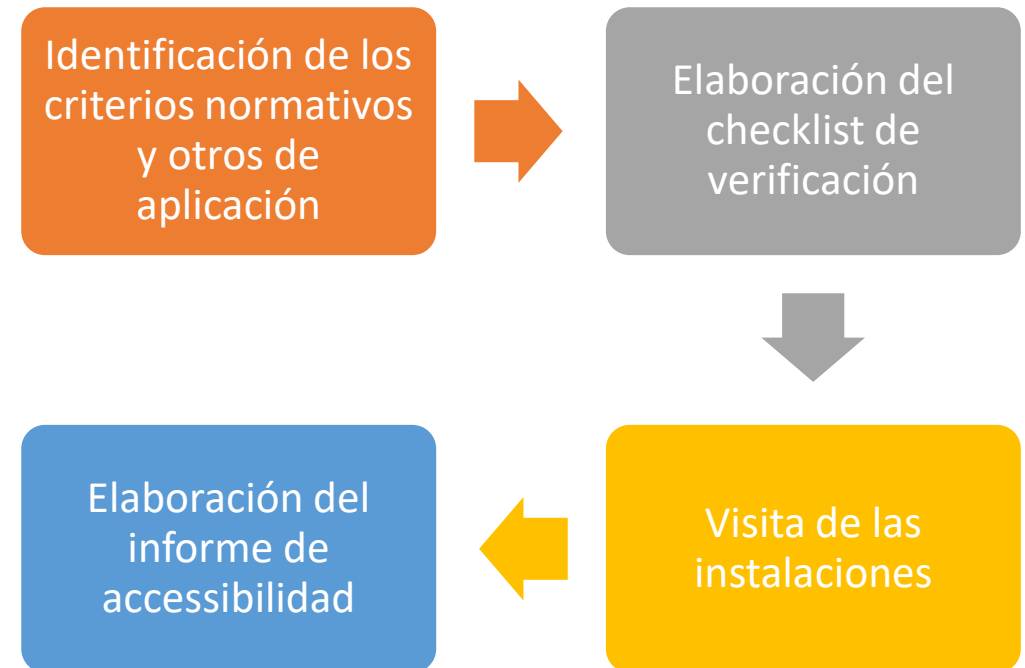 Identificación de los
criterios normativos
y otros de
aplicación
Elaboración del
checklist de
verificación
Visita de las
instalaciones
Elaboración del
informe de
accessibilidad